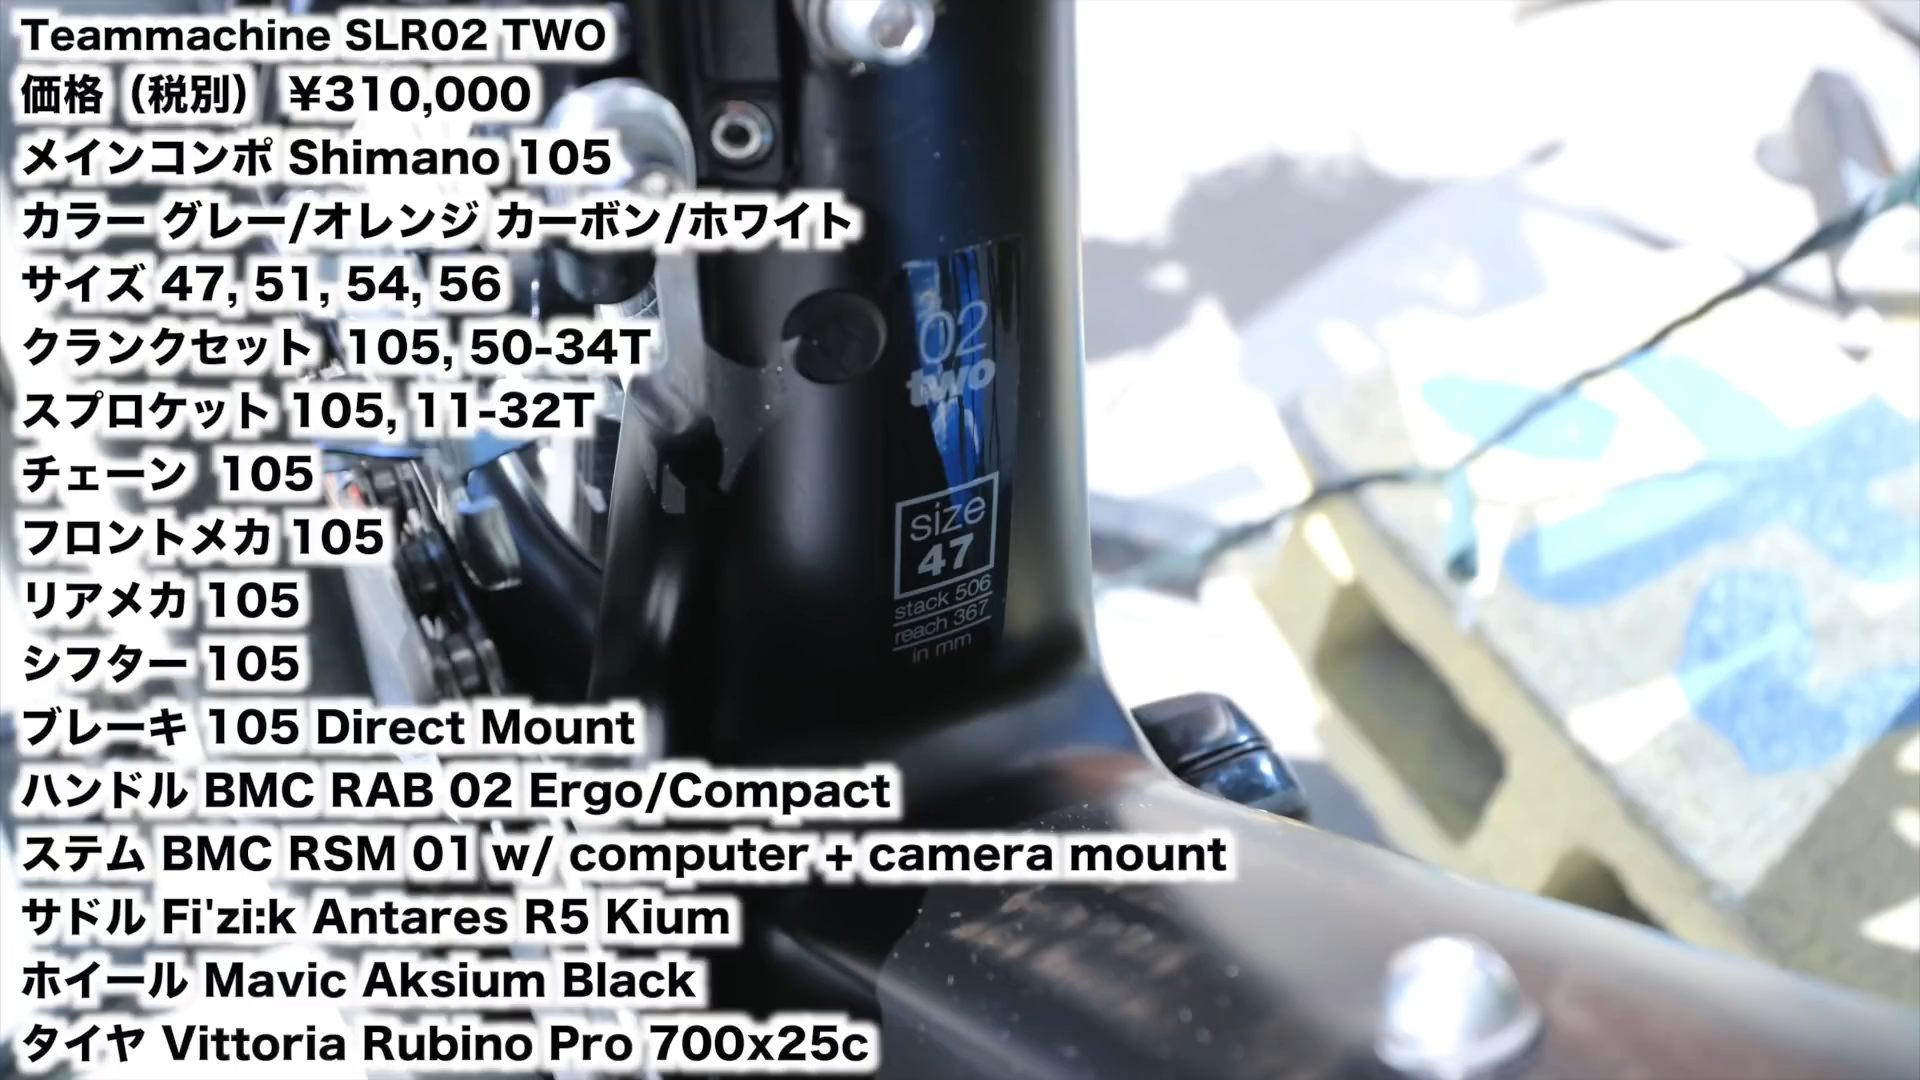 Teammachine SLR02 TWO
価格（税別） ¥310,000
メインコンポ Shimano 105
カラー グレー/オレンジ カーボン/ホワイト
サイズ 47, 51, 54, 56
クランクセット 105, 50-34T
スプロケット 105, 11-32T
チェーン 105
フロントメカ 105
リアメカ 105
シフター 105
ブレーキ 105 Direct Mount
ハンドル BMC RAB 02 Ergo/Compact
ステム BMC RSM 01 w/ computer + camera mount
サドル Fi'zi:k Antares R5 Kium
ホイール Mavic Aksium Black
タイヤ Vittoria Rubino Pro 700x25c
02
two
size
47
stack 506
reach 367
in mm